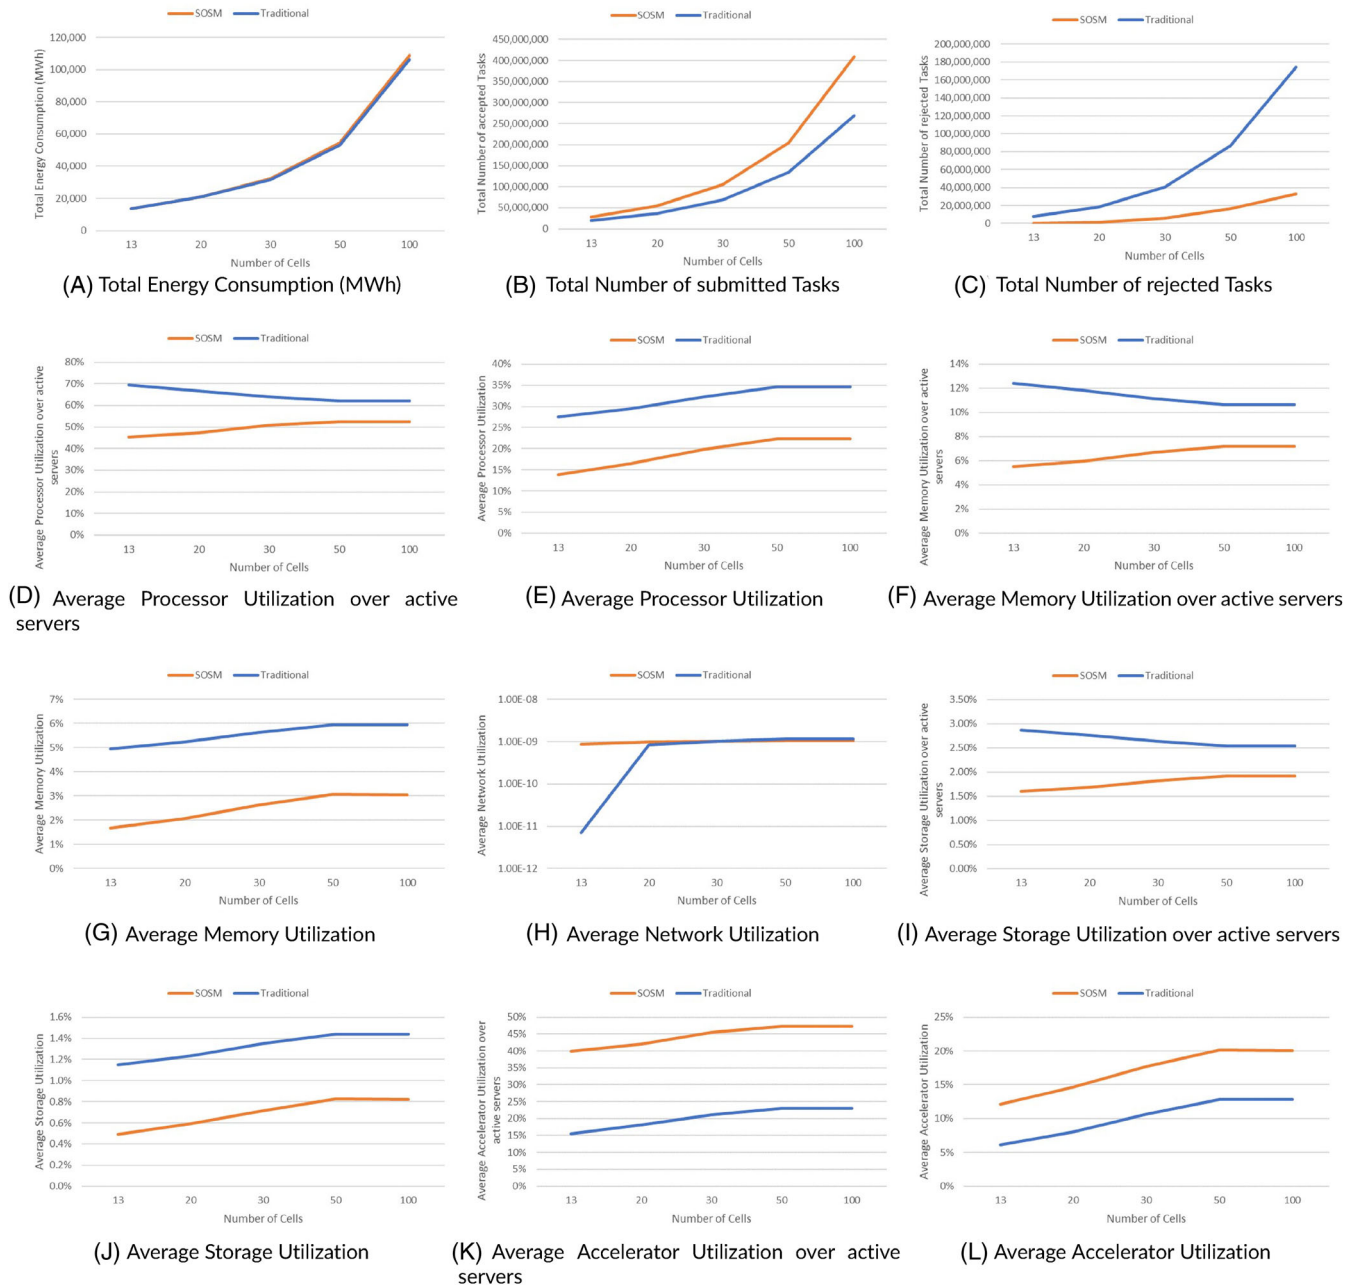 SOSM Traditional
120,000
100,000
80,000
60,000
40,000
20,000
0
Total Energy Consumption (MWh)
13 20 30 50 100
Number of Cells
(A) Total Energy Consumption (MWh)
SOSM Traditional
450,000,000
400,000,000
350,000,000
300,000,000
250,000,000
200,000,000
150,000,000
100,000,000
50,000,000
0
Total Number of accepted Tasks
13 20 30 50 100
Number of Cells
(B) Total Number of submitted Tasks
SOSM Traditional
200,000,000
180,000,000
160,000,000
140,000,000
120,000,000
100,000,000
80,000,000
60,000,000
40,000,000
20,000,000
0
Total Number of rejected Tasks
13 20 30 50 100
Number of Cells
(C) Total Number of rejected Tasks
SOSM Traditional
80%
70%
60%
50%
40%
30%
20%
10%
0%
Average Processor Utilization over active
servers
13 20 30 50 100
Number of Cells
(D) Average Processor Utilization over active
servers
SOSM Traditional
40%
35%
30%
25%
20%
15%
10%
5%
0%
Average Processor Utilization
13 20 30 50 100
Number of Cells
(E) Average Processor Utilization
SOSM Traditional
14%
12%
10%
8%
6%
4%
2%
0%
Average Memory Utilization over active
servers
13 20 30 50 100
Number of Cells
(F) Average Memory Utilization over active servers
SOSM Traditional
7%
6%
5%
4%
3%
2%
1%
0%
Average Memory Utilization
13 20 30 50 100
Number of Cells
(G) Average Memory Utilization
SOSM Traditional
1.00E-08
1.00E-09
1.00E-10
1.00E-11
1.00E-12
Average Network Utilization
13 20 30 50 100
Number of Cells
(H) Average Network Utilization
SOSM Traditional
3.50%
3.00%
2.50%
2.00%
1.50%
1.00%
0.50%
0.00%
Average Storage Utilization over active
servers
13 20 30 50 100
Number of Cells
(I) Average Storage Utilization over active servers
SOSM Traditional
1.6%
1.4%
1.2%
1.0%
0.8%
0.6%
0.4%
0.2%
0.0%
Average Storage Utilization
13 20 30 50 100
Number of Cells
(J) Average Storage Utilization
SOSM Traditional
50%
45%
40%
35%
30%
25%
20%
15%
10%
5%
0%
Average Accelerator Utilization over
active servers
13 20 30 50 100
Number of Cells
(K) Average Accelerator Utilization over active
servers
SOSM Traditional
25%
20%
15%
10%
5%
0%
Average Accelerator Utilization
13 20 30 50 100
Number of Cells
(L) Average Accelerator Utilization